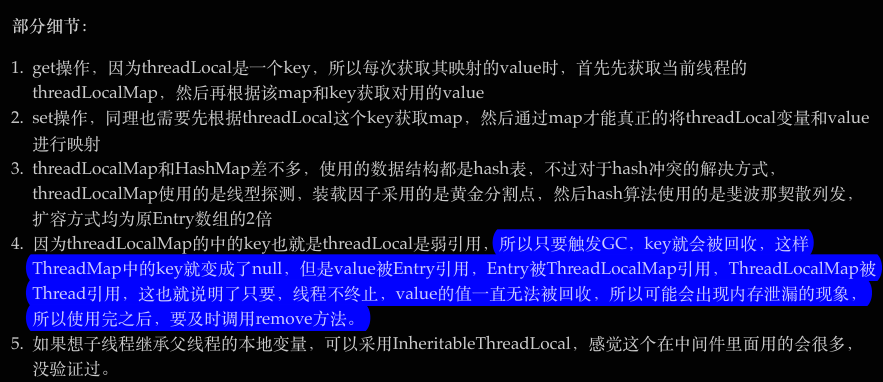 部分细节：
1. get操作，因为threadLocal是一个key，所以每次获取其映射的value时，首先先获取当前线程的
threadLocalMap，然后再根据该map和key获取对用的value
2. set操作，同理也需要先根据threadLocal这个key获取map，然后通过map才能真正的将threadLocal变量和value
进行映射
3. threadLocalMap和HashMap差不多，使用的数据结构都是hash表，不过对于hash冲突的解决方式，
threadLocalMap使用的是线型探测，装载因子采用的是黄金分割点，然后hash算法使用的是斐波那契散列发，
扩容方式均为原Entry数组的2倍
4. 因为threadLocalMap的中的key也就是threadLocal是弱引用，所以只要触发GC，key就会被回收，这样
ThreadMap中的key就变成了null，但是value被Entry引用，Entry被ThreadLocalMap引用，ThreadLocalMap被
Thread引用，这也就说明了只要，线程不终止，value的值一直无法被回收，所以可能会出现内存泄漏的现象，
所以使用完之后，要及时调用remove方法。
5. 如果想子线程继承父线程的本地变量，可以采用InheritableThreadLocal，感觉这个在中间件里面用的会很多，
没验证过。